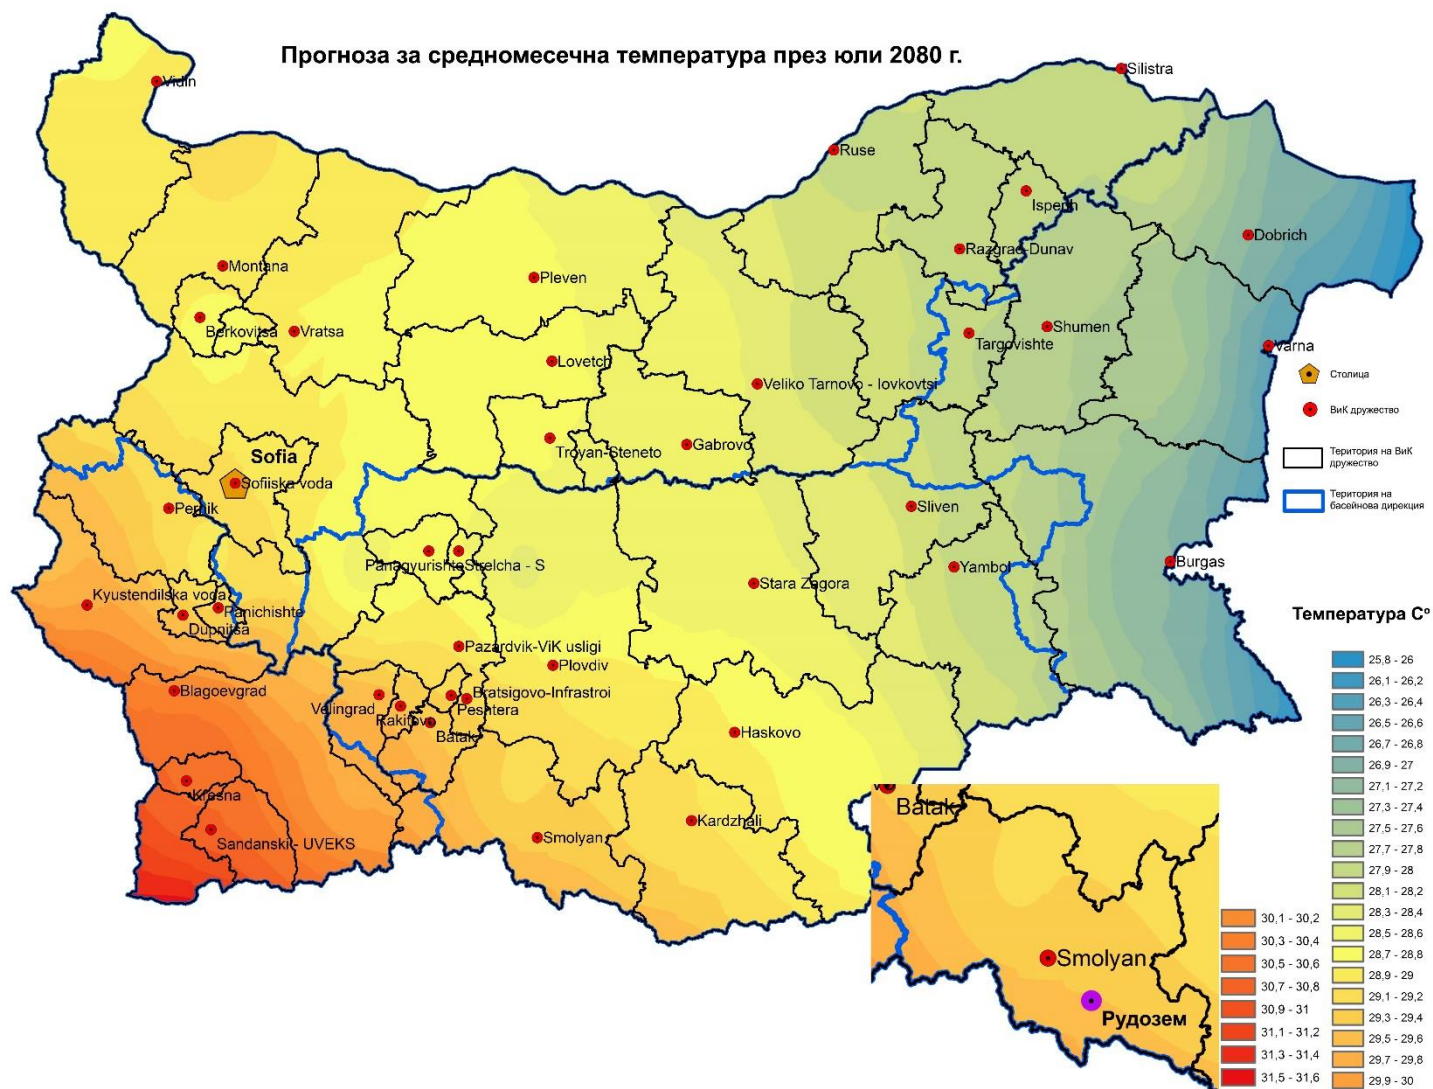 Прогноза за средномесечна температура през юли 2080 г.
Silistra
Vidin
Ruse
Isperih
Dobrich
Razgrad-Dunav
Montana
Pleven
Berkovitsa
Vratsa
Shumen
Targovishte
Varna
Lovetch
Veliko Tarnovo - Iovkovtsi
Столица
ВиК дружество
Sofia
Troyan-Steneto
Gabrovo
Територия на ВиК
дружество
Sofiiska voda
Pernik
Sliven
Територия на
басейнова дирекция
Panagyurishte
Strelcha - S
Stara Zagora
Yambol
Burgas
Kyustendilska voda
Panichishte
Dupnitsa
Температура Cº
Pazardvik-ViK usligi
Plovdiv
Blagoevgrad
Velingrad
Rakitovo
Bratsigovo-Infrastroi
Peshtera
Batak
Haskovo
Kresna
Sandanski - UVEKS
Smolyan
Kardzhali
Batak
Smolyan
Рудозем
25,8 - 26
26,1 - 26,2
26,3 - 26,4
26,5 - 26,6
26,7 - 26,8
26,9 - 27
27,1 - 27,2
27,3 - 27,4
27,5 - 27,6
27,7 - 27,8
27,9 - 28
28,1 - 28,2
28,3 - 28,4
28,5 - 28,6
28,7 - 28,8
28,9 - 29
29,1 - 29,2
29,3 - 29,4
29,5 - 29,6
29,7 - 29,8
29,9 - 30
30,1 - 30,2
30,3 - 30,4
30,5 - 30,6
30,7 - 30,8
30,9 - 31
31,1 - 31,2
31,3 - 31,4
31,5 - 31,6